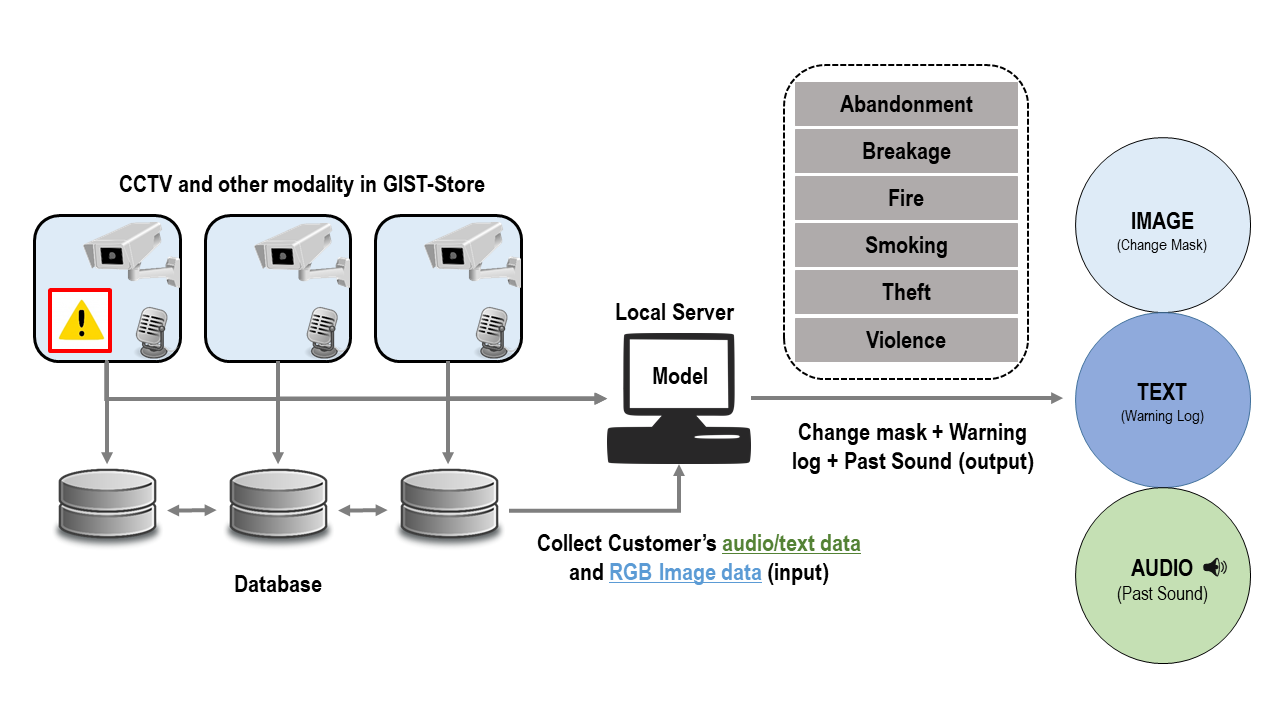 CCTV and other modality in GIST-Store
Local Server
Model
Database
Collect Customer's audio/text data
and RGB Image data (input)
Abandonment
Breakage
Fire
Smoking
Theft
Violence
Change mask + Warning
log + Past Sound (output)
IMAGE
(Change Mask)
TEXT
(Warning Log)
AUDIO
(Past Sound)